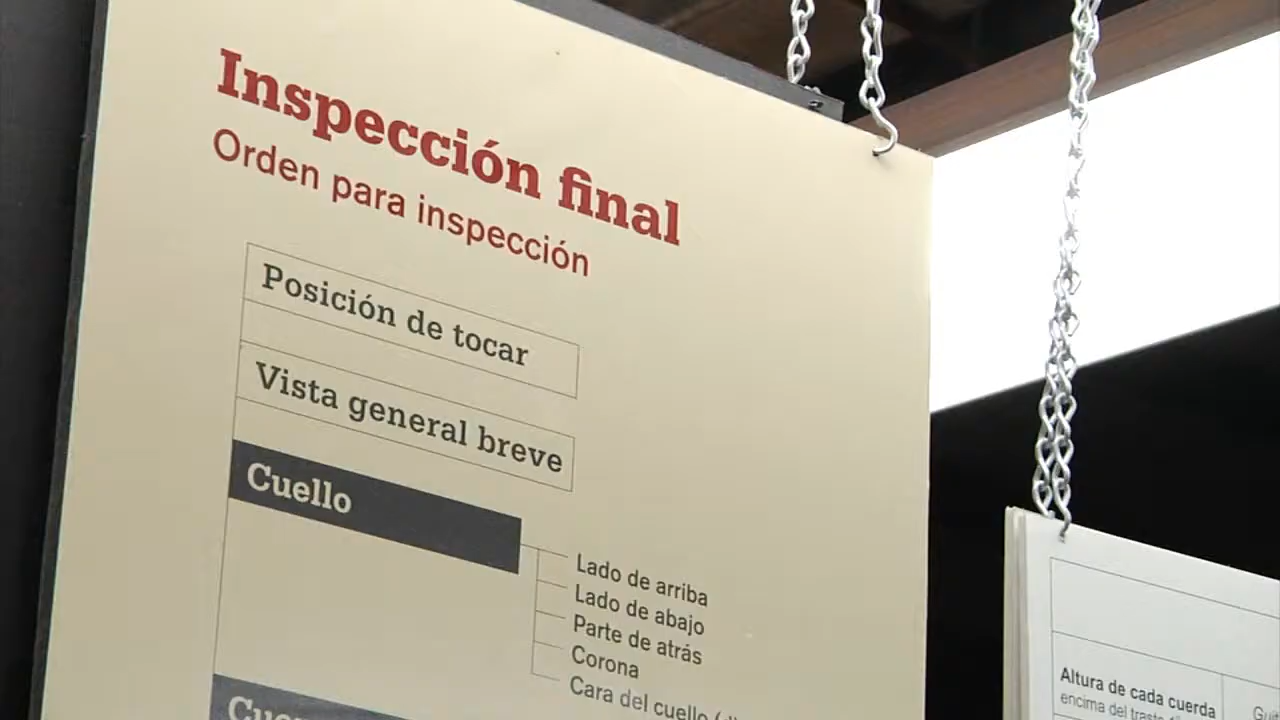 Inspección final
Orden para inspección
Posición de tocar
Vista general breve
Cuello
Lado de arriba
Lado de abajo
Parte de atrás
Corona
Cara del cuello
Altura de cada cuerda
encima del traste